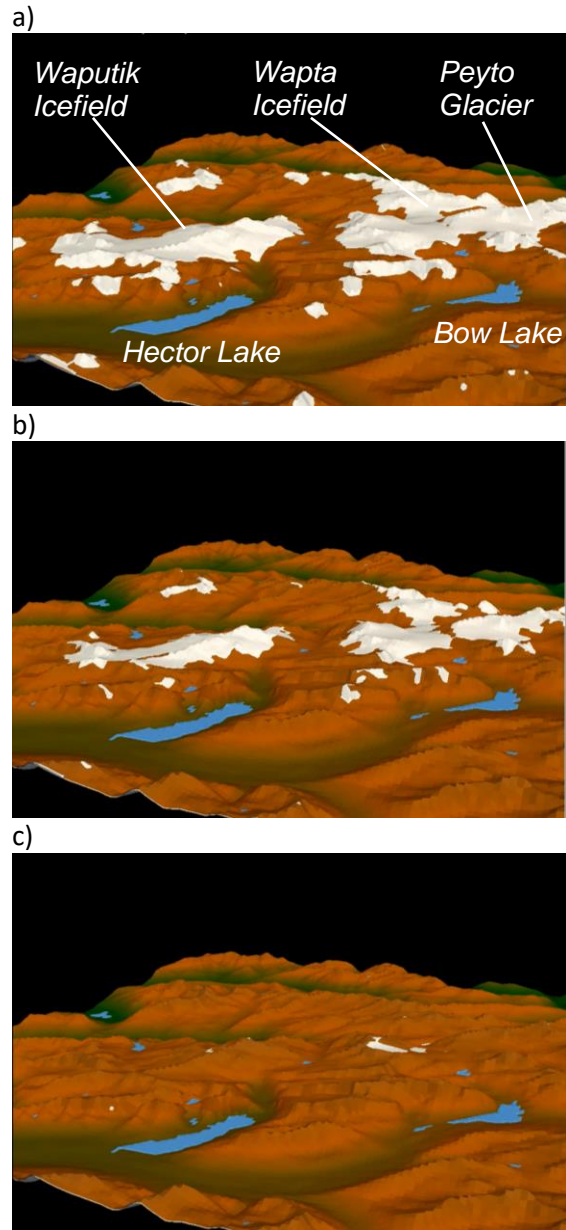 a)
Waputik
Icefield
Wapta
Icefield
Peyto
Glacier
Hector Lake
Bow Lake
b)
c)